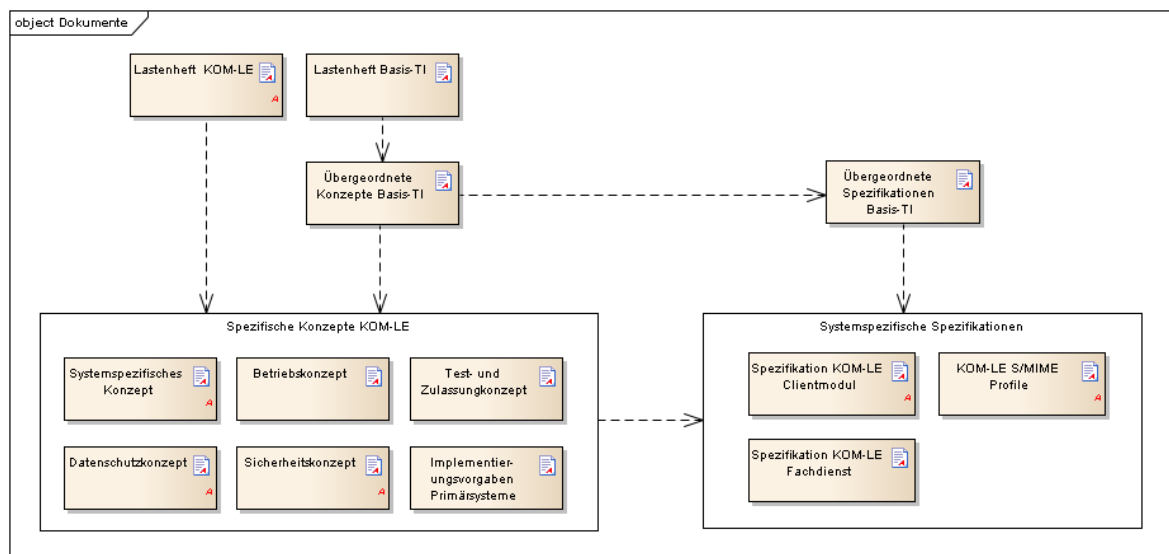 object Dokumente
Lastenheft KOM-LE
A
Lastenheft Basis-TI
Übergeordnete
Konzepte Basis-TI
Übergeordnete
Spezifikationen
Basis-TI
Spezifische Konzepte KOM-LE
Systemspezifisches
Konzept
A
Betriebskonzept
Test- und
Zulassungkonzept
Datenschutzkonzept
A
Sicherheitskonzept
A
Implementier-
ungsvorgaben
Primärsysteme
Systemspezifische Spezifikationen
Spezifikation KOM-LE
Clientmodul
A
KOM-LE S/MIME
Profile
A
Spezifikation KOM-LE
Fachdienst